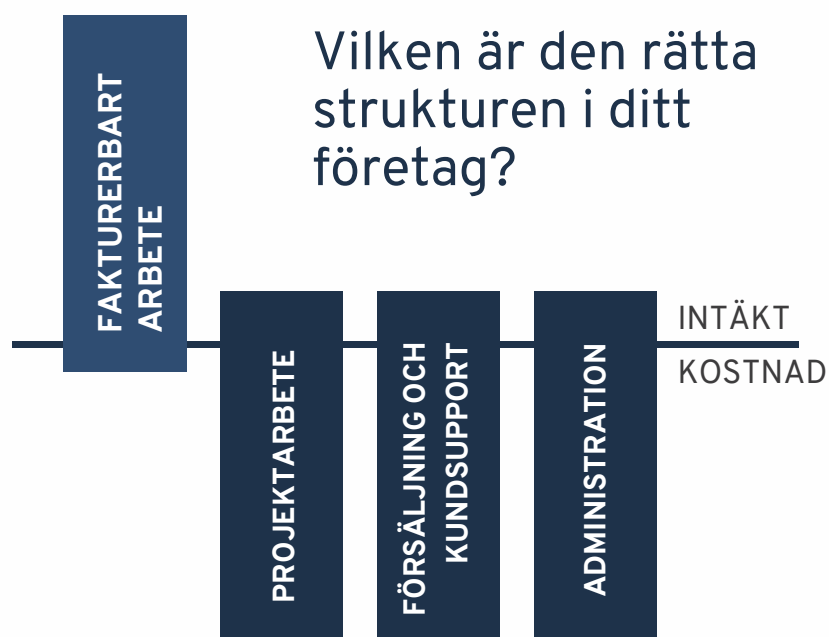 Vilken är den rätta
strukturen i ditt
företag?
FAKTURERBART
ARBETE
PROJEKTARBETE
FÖRSÄLJNING OCH
KUNDSUPPORT
ADMINISTRATION
INTÄKT
KOSTNAD